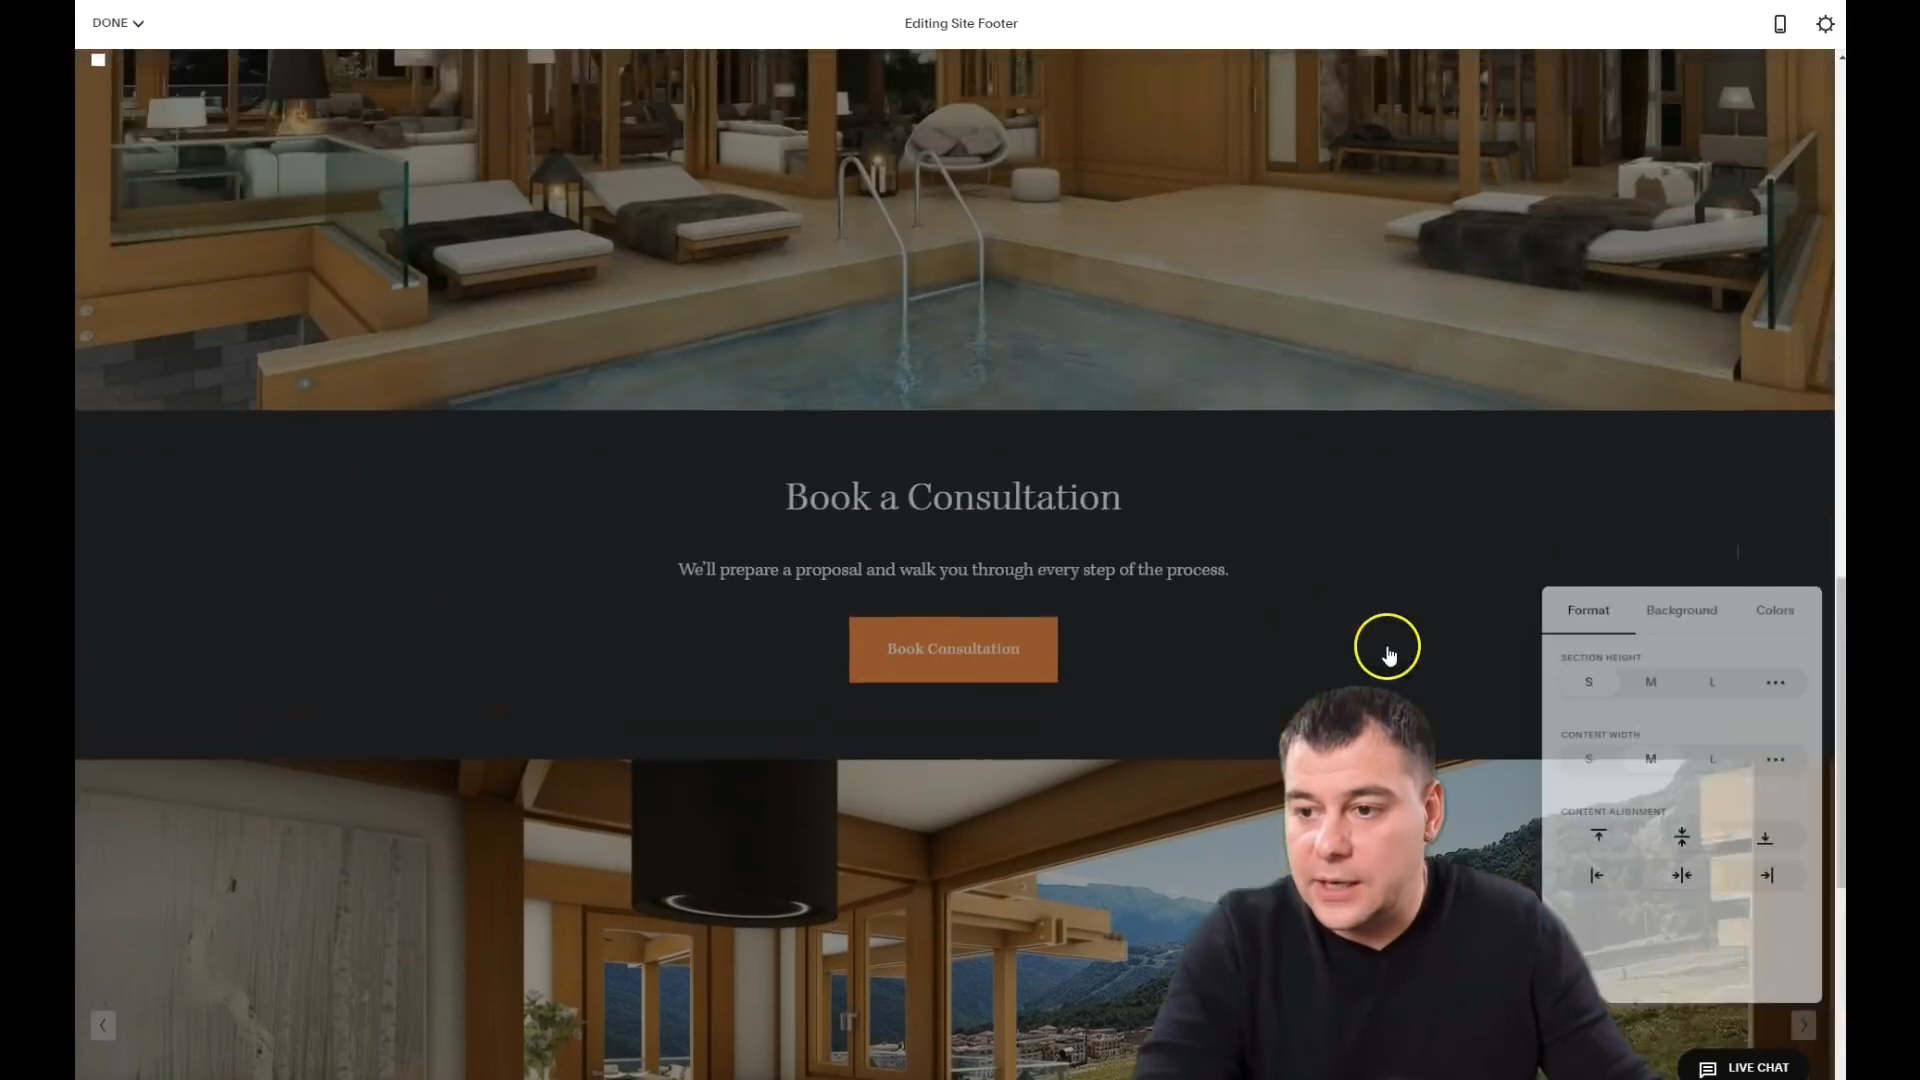 DONE
Editing Site Footer
Book a Consultation
We'll prepare a proposal and walk you through every step of the process.
Book Consultation
Format Background Colors
SECTION HEIGHT
S M L
CONTENT WIDTH
S M L
CONTENT ALIGNMENT
LIVE CHAT